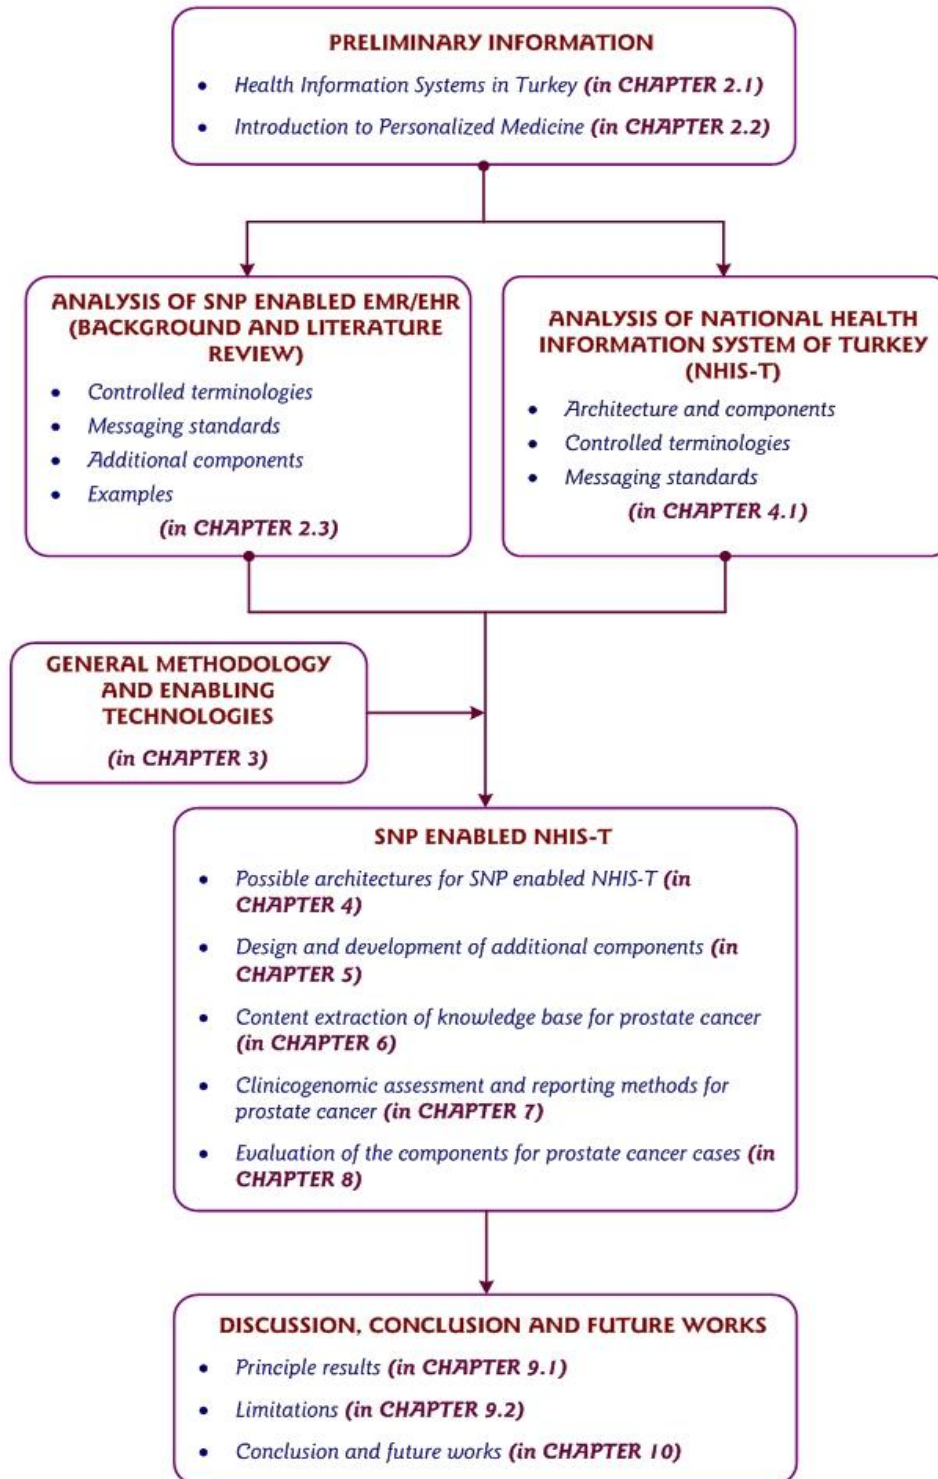 PRELIMINARY INFORMATION
• Health Information Systems in Turkey (in CHAPTER 2.1)
• Introduction to Personalized Medicine (in CHAPTER 2.2)
ANALYSIS OF SNP ENABLED EMR/EHR
(BACKGROUND AND LITERATURE
REVIEW)
• Controlled terminologies
• Messaging standards
• Additional components
• Examples
(in CHAPTER 2.3)
ANALYSIS OF NATIONAL HEALTH
INFORMATION SYSTEM OF TURKEY
(NHIS-T)
• Architecture and components
• Controlled terminologies
• Messaging standards
(in CHAPTER 4.1)
GENERAL METHODOLOGY
AND ENABLING
TECHNOLOGIES
(in CHAPTER 3)
SNP ENABLED NHIS-T
• Possible architectures for SNP enabled NHIS-T (in
CHAPTER 4)
• Design and development of additional components (in
CHAPTER 5)
• Content extraction of knowledge base for prostate cancer
(in CHAPTER 6)
• Clinicogenomic assessment and reporting methods for
prostate cancer (in CHAPTER 7)
• Evaluation of the components for prostate cancer cases (in
CHAPTER 8)
DISCUSSION, CONCLUSION AND FUTURE WORKS
• Principle results (in CHAPTER 9.1)
• Limitations (in CHAPTER 9.2)
• Conclusion and future works (in CHAPTER 10)